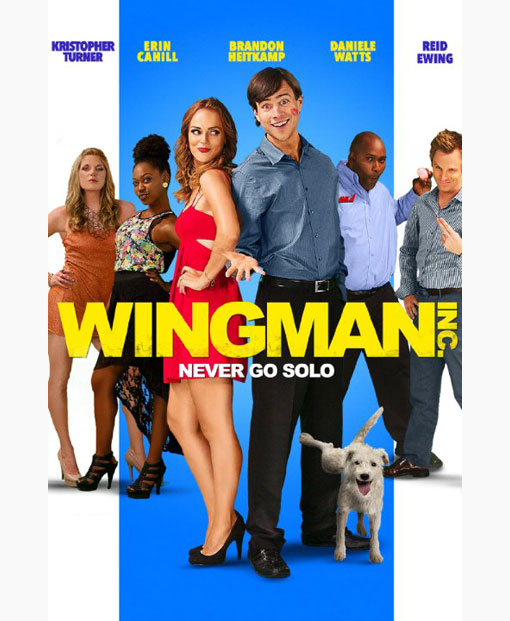 KRISTOPHER TURNER
ERIN CAHILL
BRANDON HEITKAMP
DANIELE WATTS
REID EWING
WINGMAN INC.
NEVER GO SOLO